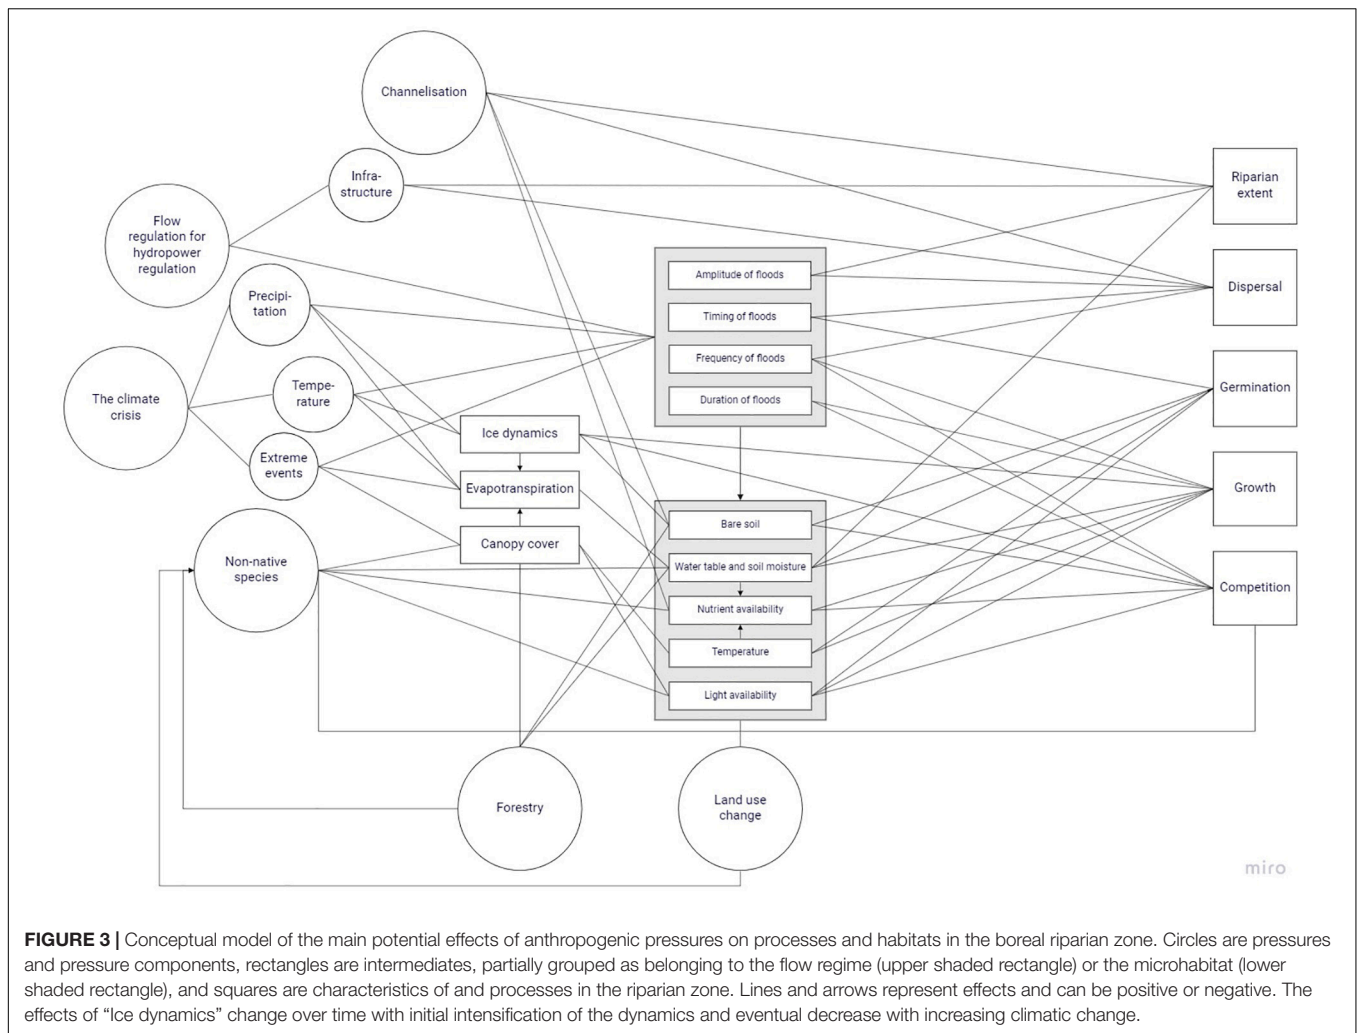 Channelisation
Infra-
structure
Riparian
extent
Flow
regulation for
hydropower
regulation
Amplitude of floods
Dispersal
Precipi-
tation
Timing of floods
Frequency of floods
Tempe-
rature
Germination
The climate
crisis
Duration of floods
Ice dynamics
Extreme
events
Evapotranspiration
Growth
Bare soil
Canopy cover
Non-native
species
Water table and soil moisture
Competition
Nutrient availability
Temperature
Light availability
Forestry
Land use
change
miro
FIGURE 3 | Conceptual model of the main potential effects of anthropogenic pressures on processes and habitats in the boreal riparian zone. Circles are pressures
and pressure components, rectangles are intermediates, partially grouped as belonging to the flow regime (upper shaded rectangle) or the microhabitat (lower
shaded rectangle), and squares are characteristics of and processes in the riparian zone. Lines and arrows represent effects and can be positive or negative. The
effects of “Ice dynamics” change over time with initial intensification of the dynamics and eventual decrease with increasing climatic change.